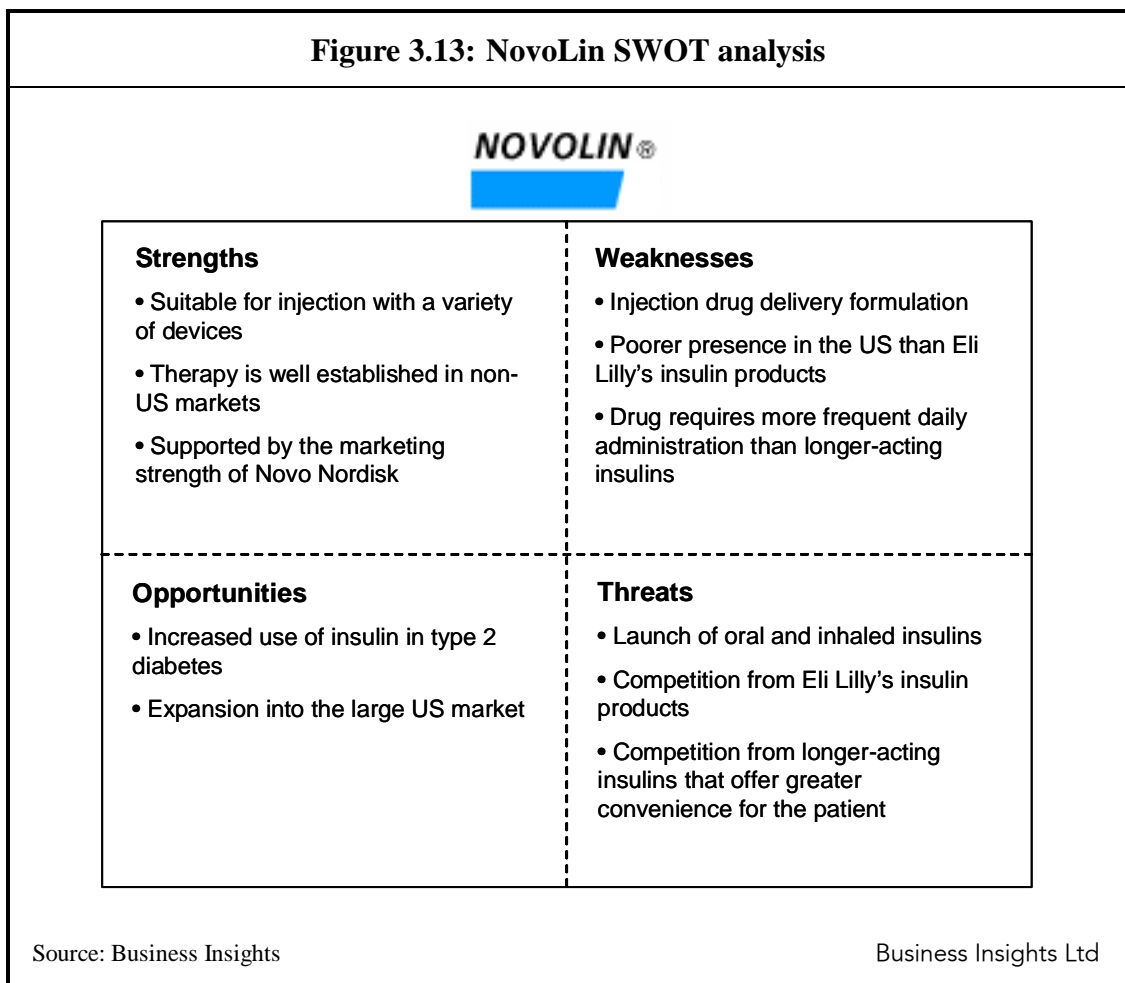 Figure 3.13: NovoLin SWOT analysis
NOVOLIN ®
Strengths
• Suitable for injection with a variety
of devices
• Therapy is well established in non-
US markets
• Supported by the marketing
strength of Novo Nordisk
Weaknesses
• Injection drug delivery formulation
• Poorer presence in the US than Eli
Lilly's insulin products
• Drug requires more frequent daily
administration than longer-acting
insulins
Opportunities
• Increased use of insulin in type 2
diabetes
• Expansion into the large US market
Threats
• Launch of oral and inhaled insulins
• Competition from Eli Lilly's insulin
products
• Competition from longer-acting
insulins that offer greater
convenience for the patient
Source: Business Insights
Business Insights Ltd